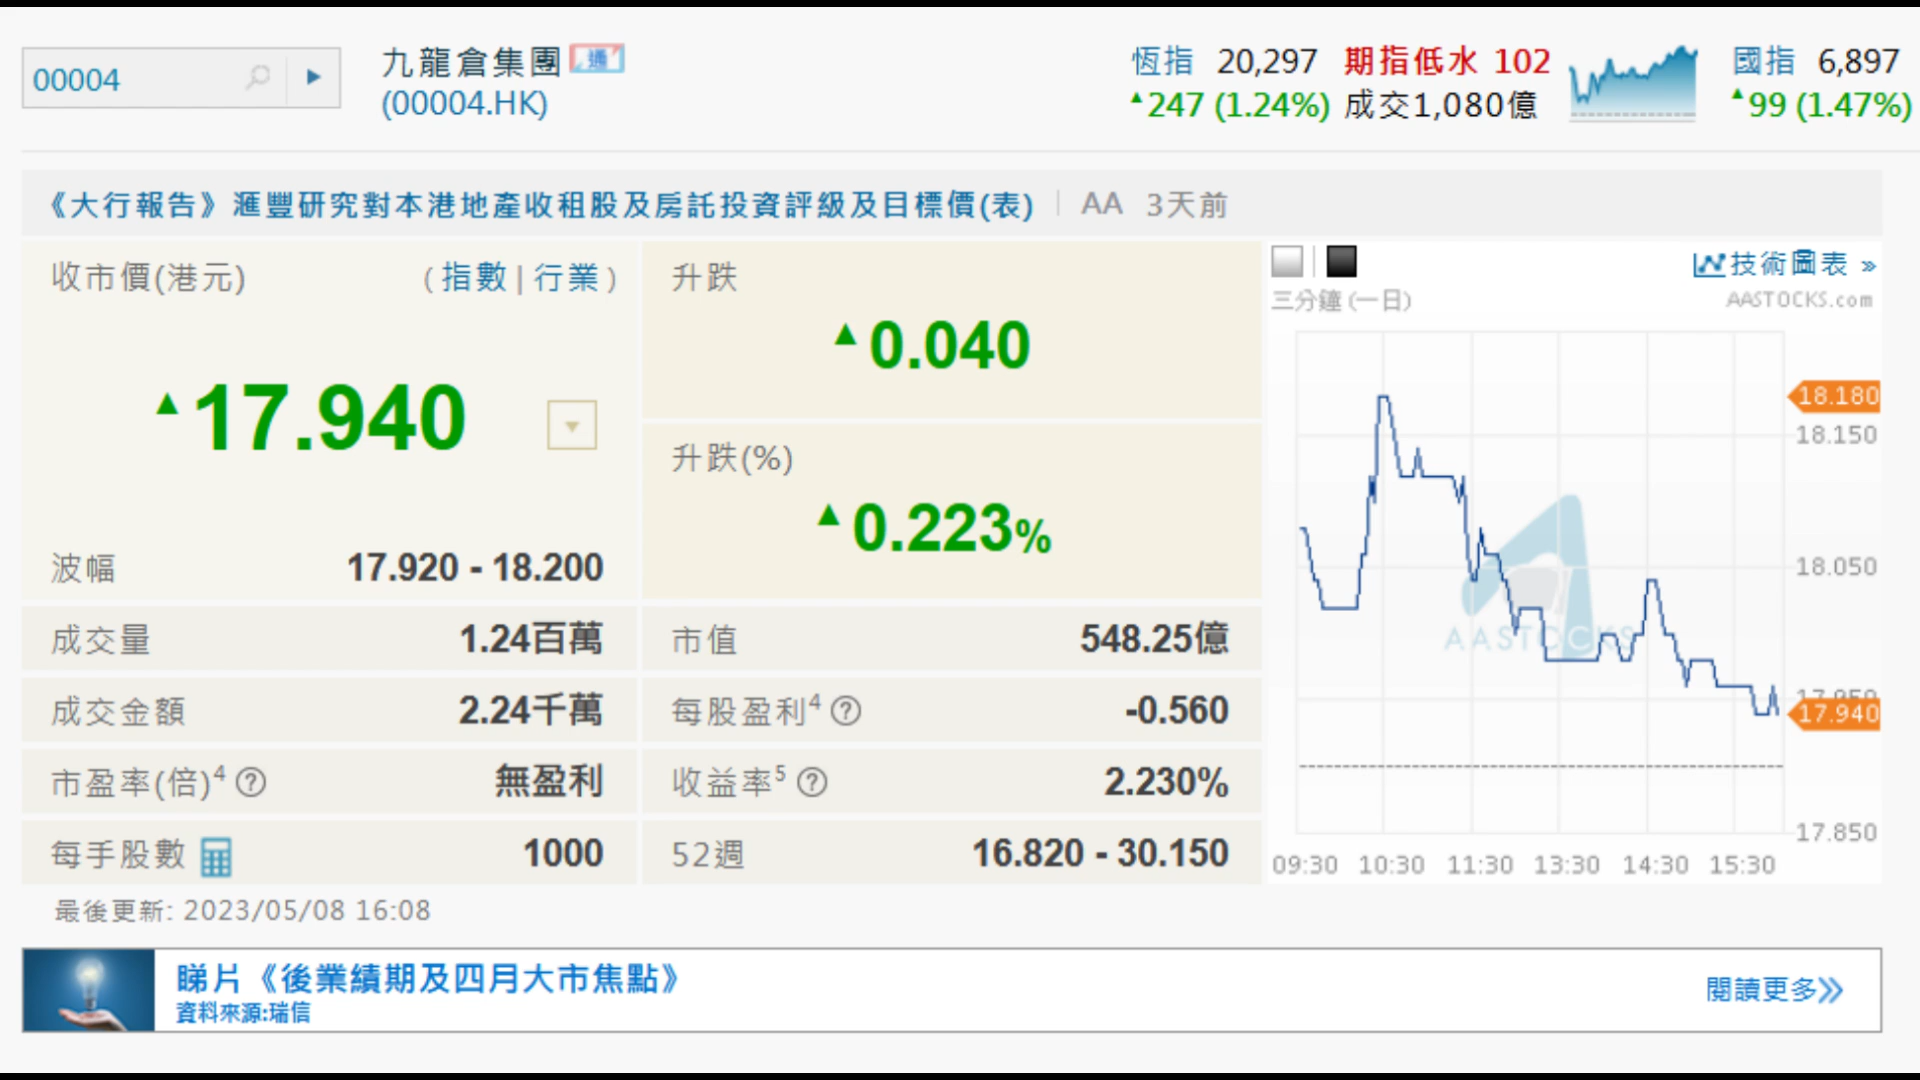 00004
九龍倉集團 通
(00004.HK)
恆指 20,297 期指低水 102
▲247 (1.24%) 成交1,080億
國指 6,897
▲99 (1.47%)
《大行報告》滙豐研究對本港地產收租股及房託投資評級及目標價(表) | AA 3天前
收市價(港元) (指數|行業)
▲17.940
波幅 17.920 - 18.200
升跌
▲0.040
升跌(%)
▲0.223%
成交量 1.24百萬
市值 548.25億
成交金額 2.24千萬
每股盈利4 ? -0.560
市盈率(倍)4 ? 無盈利
收益率5 ? 2.230%
每手股數 1000
52週 16.820 - 30.150
技術圖表 »
三分鐘 (一日)
AASTOCKS.com
18.180
18.150
18.050
AASTOCKS
17.950
17.940
17.850
09:30 10:30 11:30 13:30 14:30 15:30
最後更新: 2023/05/08 16:08
睇片《後業績期及四月大市焦點》
資料來源:瑞信
閱讀更多